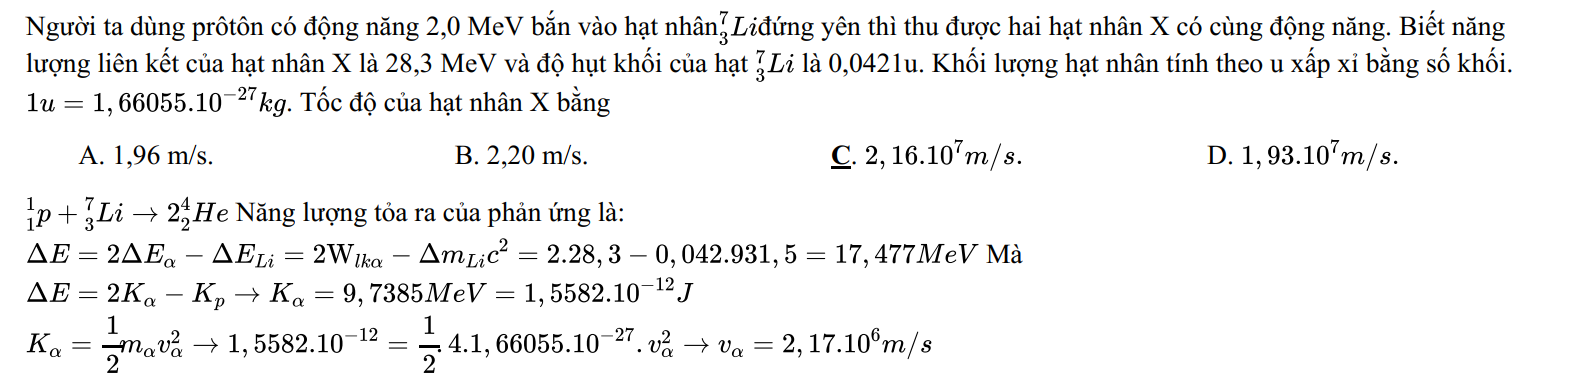 Người ta dùng prôtôn có động năng 2,0 MeV bắn vào hạt nhân $^7_3Li$đứng yên thì thu được hai hạt nhân X có cùng động năng. Biết năng
lượng liên kết của hạt nhân X là 28,3 MeV và độ hụt khối của hạt $^7_3Li$ là 0,0421u. Khối lượng hạt nhân tính theo u xấp xỉ bằng số khối.
$1u = 1,66055.10^{-27}kg$. Tốc độ của hạt nhân X bằng
A. 1,96 m/s. B. 2,20 m/s. C. $2,16.10^7m/s.$ D. $1,93.10^7m/s.$
$^1_1p + ^7_3Li \rightarrow 2^4_2He$ Năng lượng tỏa ra của phản ứng là:
$\Delta E = 2\Delta E_\alpha - \Delta E_{Li} = 2W_{lk\alpha} - \Delta m_{Li}c^2 = 2.28,3 - 0,042.931,5 = 17,477MeV$ Mà
$\Delta E = 2K_\alpha - K_p \rightarrow K_\alpha = 9,7385MeV = 1,5582.10^{-12}J$
$K_\alpha = \frac{1}{2}m_\alpha v_\alpha^2 \rightarrow 1,5582.10^{-12} = \frac{1}{2}.4.1,66055.10^{-27}.v_\alpha^2 \rightarrow v_\alpha = 2,17.10^6m/s$